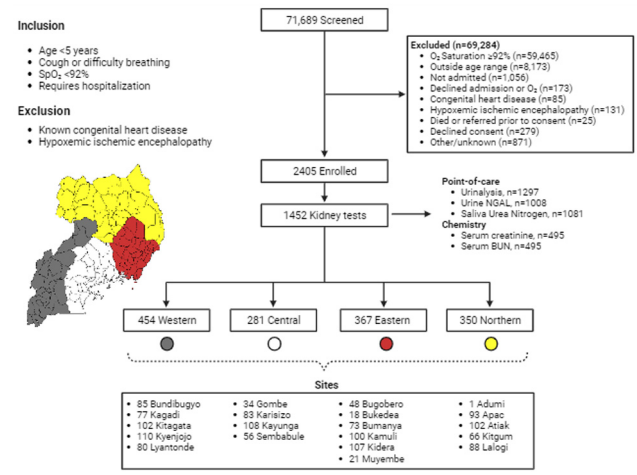 71,689 Screened
Inclusion
• Age <5 years
• Cough or difficulty breathing
• SpO₂ <92%
• Requires hospitalization
Exclusion
• Known congenital heart disease
• Hypoxemic ischemic encephalopathy
Excluded (n=69,284)
• O₂ Saturation ≥92% (n=59,465)
• Outside age range (n=8,173)
• Not admitted (n=1,056)
• Declined admission or O₂ (n=173)
• Congenital heart disease (n=85)
• Hypoxemic ischemic encephalopathy (n=131)
• Died or referred prior to consent (n=25)
• Declined consent (n=279)
• Other/unknown (n=871)
2405 Enrolled
1452 Kidney tests
Point-of-care
• Urinalysis, n=1297
• Urine NGAL, n=1008
• Saliva Urea Nitrogen, n=1081
Chemistry
• Serum creatinine, n=495
• Serum BUN, n=495
454 Western
281 Central
367 Eastern
350 Northern
Sites
• 85 Bundibugyo
• 77 Kagadi
• 102 Kitagata
• 110 Kyenjojo
• 80 Lyantonde
• 34 Gombe
• 83 Karisizo
• 108 Kayunga
• 56 Sembabule
• 48 Bugobero
• 18 Bukedea
• 73 Bumanya
• 100 Kamuli
• 107 Kidera
• 21 Muyembe
• 1 Adumi
• 93 Apac
• 102 Atiak
• 66 Kitgum
• 88 Lalogi